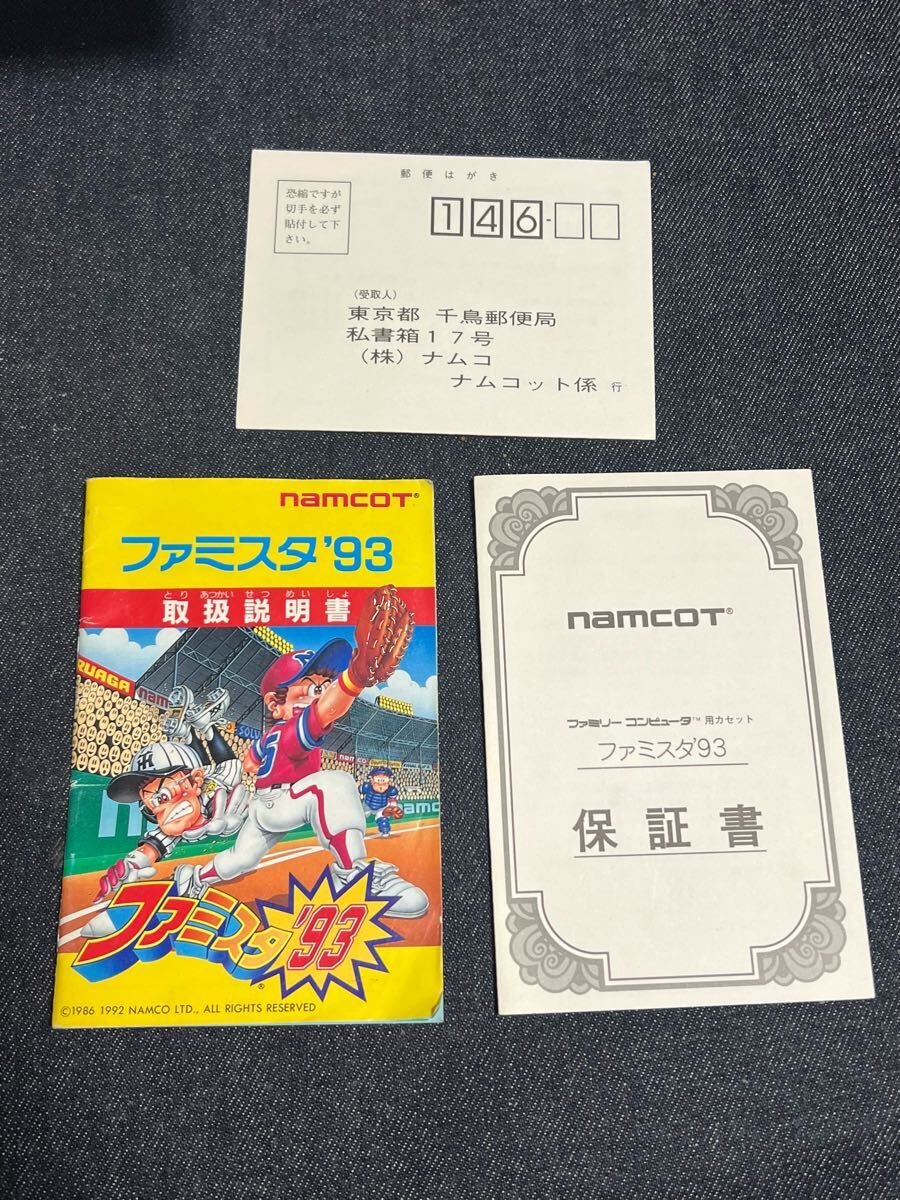 郵便はがき
恐縮ですが
切手を必ず
貼付して下
さい。
146-
（受取人）
東京都 千鳥郵便局
私書箱17号
（株）ナムコ
ナムコット係 行
namcoT®
ファミスタ'93
とり あつかい せつ めい しょ
取扱説明書
RUAGA
nam
SOLV
namco
amc
ファミスタ'93
®
©1986 1992 NAMCO LTD., ALL RIGHTS RESERVED
namcoT®
ファミリー コンピュータ™ 用カセット
ファミスタ'93
保証書